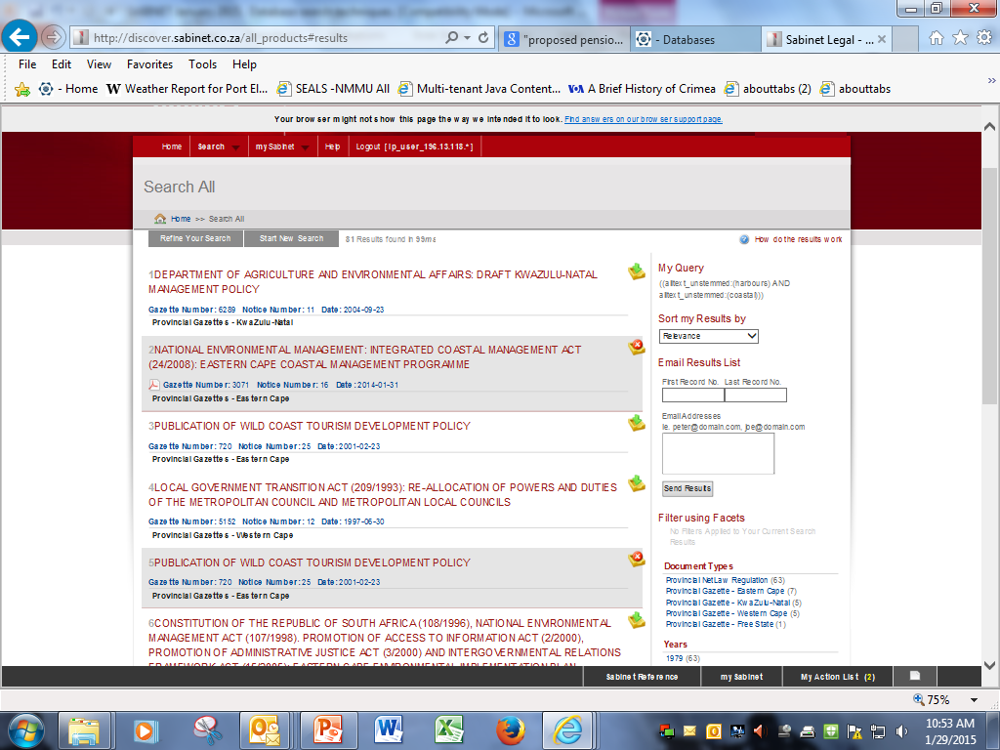 http://discover.sabinet.co.za/all_products#results
"proposed pensio...
- Databases
Sabinet Legal - ...
File Edit View Favorites Tools Help
- Home
Weather Report for Port El...
SEALS -NMMU All
Multi-tenant Java Content...
A Brief History of Crimea
abouttabs (2)
abouttabs
Your browser might not show this page the way we intended it to look. Find answers on our browser support page.
Home Search mySabinet Help Logout [ip_user_196.13.118.*]
Search All
Home >> Search All
Refine Your Search Start New Search 81 Results found in 99ms
How do the results work
1DEPARTMENT OF AGRICULTURE AND ENVIRONMENTAL AFFAIRS: DRAFT KWAZULU-NATAL
MANAGEMENT POLICY
Gazette Number: 6289 Notice Number: 11 Date: 2004-09-23
Provincial Gazettes - KwaZulu-Natal
2NATIONAL ENVIRONMENTAL MANAGEMENT: INTEGRATED COASTAL MANAGEMENT ACT
(24/2008): EASTERN CAPE COASTAL MANAGEMENT PROGRAMME
Gazette Number: 3071 Notice Number: 16 Date: 2014-01-31
Provincial Gazettes - Eastern Cape
3PUBLICATION OF WILD COAST TOURISM DEVELOPMENT POLICY
Gazette Number: 720 Notice Number: 25 Date: 2001-02-23
Provincial Gazettes - Eastern Cape
4LOCAL GOVERNMENT TRANSITION ACT (209/1993): RE-ALLOCATION OF POWERS AND DUTIES
OF THE METROPOLITAN COUNCIL AND METROPOLITAN LOCAL COUNCILS
Gazette Number: 5152 Notice Number: 12 Date: 1997-06-30
Provincial Gazettes - Western Cape
5PUBLICATION OF WILD COAST TOURISM DEVELOPMENT POLICY
Gazette Number: 720 Notice Number: 25 Date: 2001-02-23
Provincial Gazettes - Eastern Cape
6CONSTITUTION OF THE REPUBLIC OF SOUTH AFRICA (108/1996), NATIONAL ENVIRONMENTAL
MANAGEMENT ACT (107/1998). PROMOTION OF ACCESS TO INFORMATION ACT (2/2000),
PROMOTION OF ADMINISTRATIVE JUSTICE ACT (3/2000) AND INTERGOVERNMENTAL RELATIONS
My Query
((alltext_unstemmed:(harbours) AND
alltext_unstemmed:(coastal)))
Sort my Results by
Relevance
Email Results List
First Record No. Last Record No.
Email Addresses
ie. peter@domain.com, joe@domain.com
Send Results
Filter using Facets
No Filters Applied to Your Current Search
Results
Document Types
Provincial NetLaw Regulation (63)
Provincial Gazette - Eastern Cape (7)
Provincial Gazette - KwaZulu-Natal (5)
Provincial Gazette - Western Cape (5)
Provincial Gazette - Free State (1)
Years
1979 (63)
Sabinet Reference mySabinet My Action List (2)
75%
10:53 AM
1/29/2015